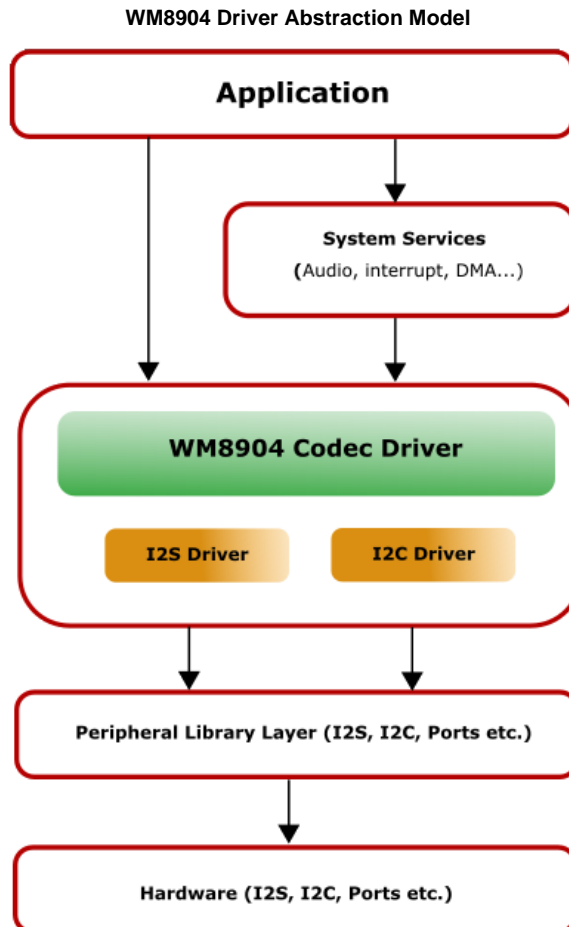 WM8904 Driver Abstraction Model
Application
System Services
(Audio, interrupt, DMA...)
WM8904 Codec Driver
I2S Driver
I2C Driver
Peripheral Library Layer (I2S, I2C, Ports etc.)
Hardware (I2S, I2C, Ports etc.)